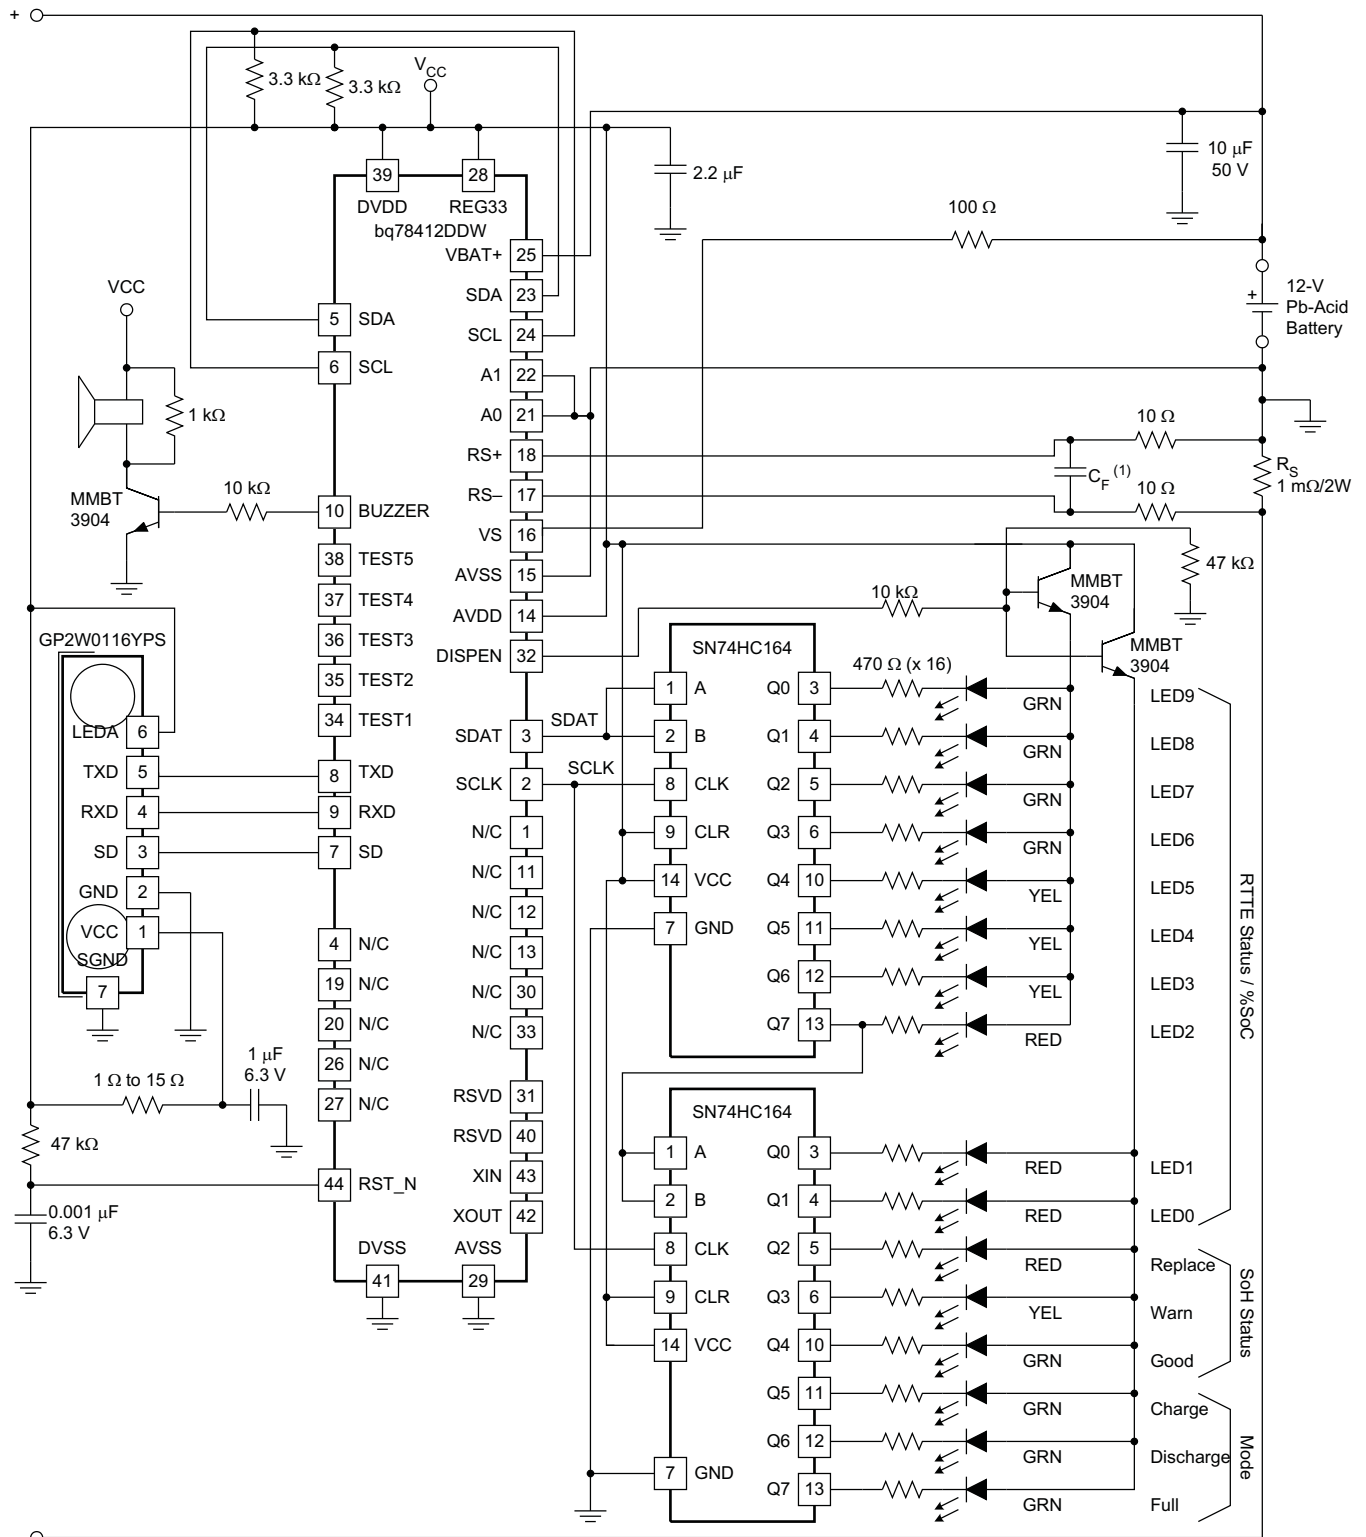 +
3.3 kΩ
3.3 kΩ
VCC
2.2 μF
10 μF
50 V
39
28
DVDD
REG33
bq78412DDW
100 Ω
VBAT+
25
SDA
23
SCL
24
A1
22
A0
21
RS+
18
RS–
17
VS
16
AVSS
15
AVDD
14
DISPEN
32
SDAT
3
SCLK
2
N/C
1
N/C
11
N/C
12
N/C
13
N/C
30
N/C
33
RSVD
31
RSVD
40
XIN
43
XOUT
42
5
SDA
6
SCL
10
BUZZER
38
TEST5
37
TEST4
36
TEST3
35
TEST2
34
TEST1
8
TXD
9
RXD
7
SD
4
N/C
19
N/C
20
N/C
26
N/C
27
N/C
44
RST_N
DVSS
AVSS
41
29
VCC
1 kΩ
MMBT
3904
10 kΩ
GP2W0116YPS
LEDA
6
TXD
5
RXD
4
SD
3
GND
2
VCC
1
SGND
7
1 Ω to 15 Ω
1 μF
6.3 V
47 kΩ
0.001 μF
6.3 V
12-V
+
Pb-Acid
Battery
10 Ω
CF (1)
10 Ω
RS
1 mΩ/2W
47 kΩ
MMBT
3904
10 kΩ
MMBT
3904
SDAT
SCLK
SN74HC164
470 Ω (x 16)
1 A Q0 3 GRN LED9
2 B Q1 4 GRN LED8
8 CLK Q2 5 GRN LED7
9 CLR Q3 6 GRN LED6
14 VCC Q4 10 YEL LED5
7 GND Q5 11 YEL LED4
Q6 12 YEL LED3
Q7 13 RED LED2
RTTE Status / %SoC
SN74HC164
1 A Q0 3 RED LED1
2 B Q1 4 RED LED0
8 CLK Q2 5 RED Replace
9 CLR Q3 6 YEL Warn
14 VCC Q4 10 GRN Good
SoH Status
Q5 11 GRN Charge
Q6 12 GRN Discharge
7 GND Q7 13 GRN Full
Mode